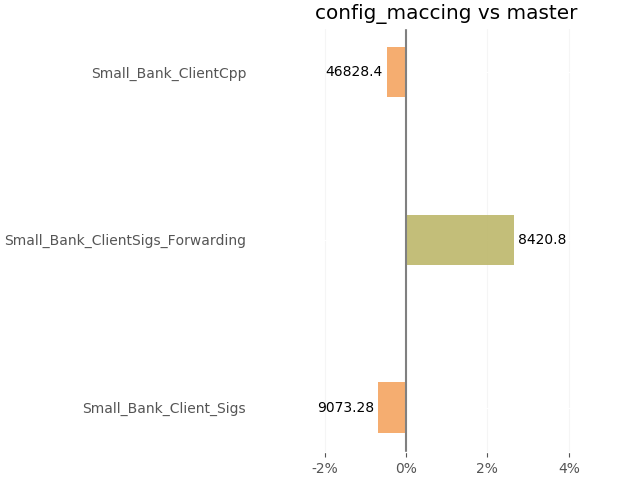 config_maccing vs master
Small_Bank_ClientCpp
46828.4
Small_Bank_ClientSigs_Forwarding
8420.8
Small_Bank_Client_Sigs
9073.28
-2%
0%
2%
4%